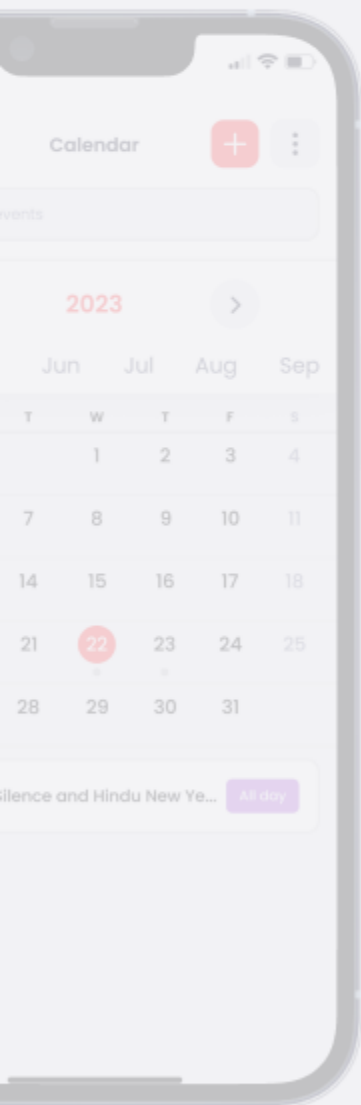 Calendar
events
2023
Jun Jul Aug Sep
T W T F S
1 2 3 4
7 8 9 10 11
14 15 16 17 18
21 22 23 24 25
28 29 30 31
Silence and Hindu New Ye... All day